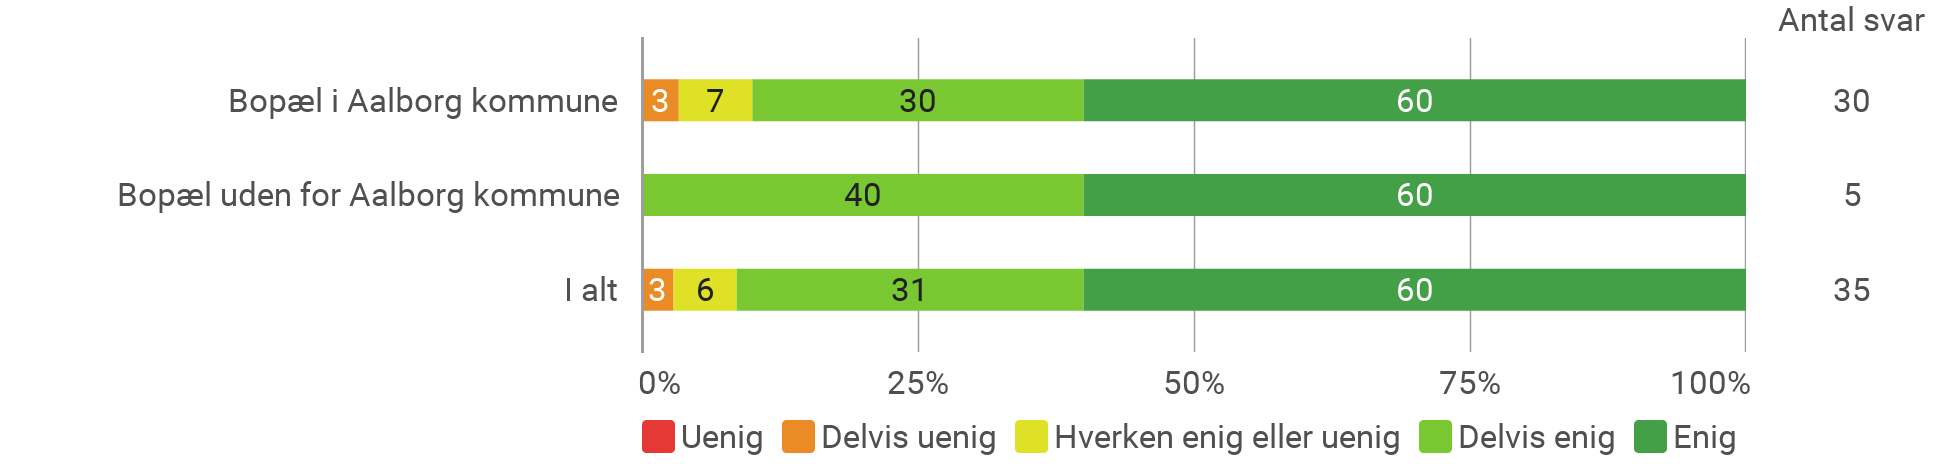 Antal svar
Bopæl i Aalborg kommune 3 7 30 60 30
Bopæl uden for Aalborg kommune 40 60 5
I alt 3 6 31 60 35
0% 25% 50% 75% 100%
Uenig Delvis uenig Hverken enig eller uenig Delvis enig Enig